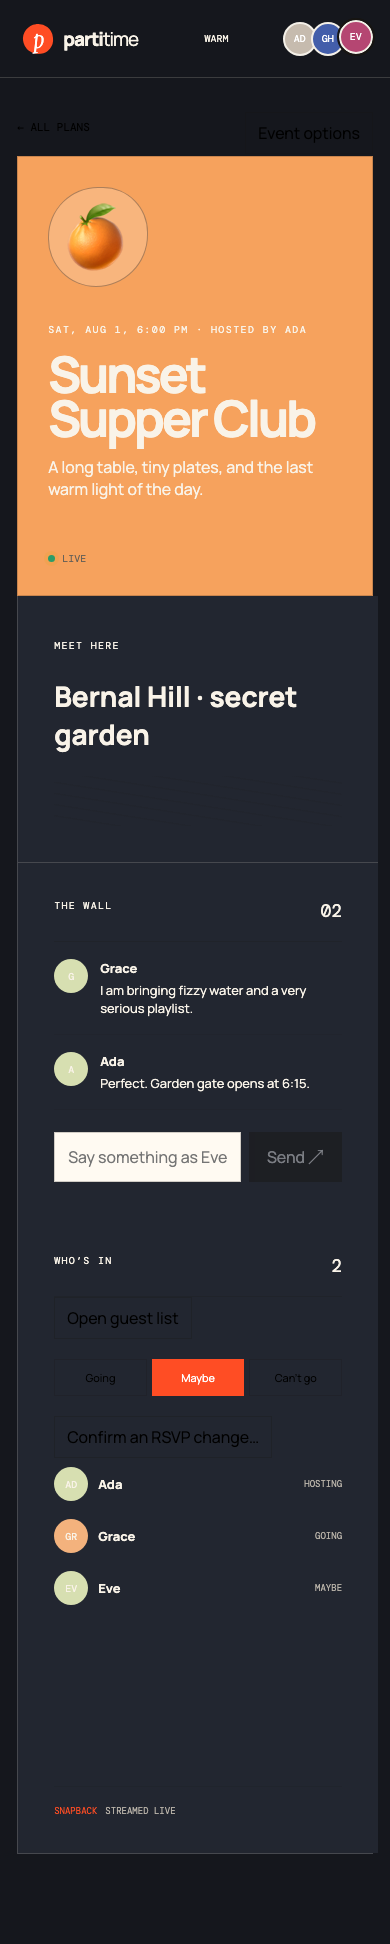 p partitime
WARM
AD GH EV
← ALL PLANS
Event options
SAT, AUG 1, 6:00 PM · HOSTED BY ADA
Sunset
Supper Club
A long table, tiny plates, and the last
warm light of the day.
LIVE
MEET HERE
Bernal Hill · secret
garden
THE WALL
02
G
Grace
I am bringing fizzy water and a very
serious playlist.
A
Ada
Perfect. Garden gate opens at 6:15.
Say something as Eve
Send ↗
WHO'S IN
2
Open guest list
Going
Maybe
Can't go
Confirm an RSVP change…
AD Ada HOSTING
GR Grace GOING
EV Eve MAYBE
SNAPBACK STREAMED LIVE